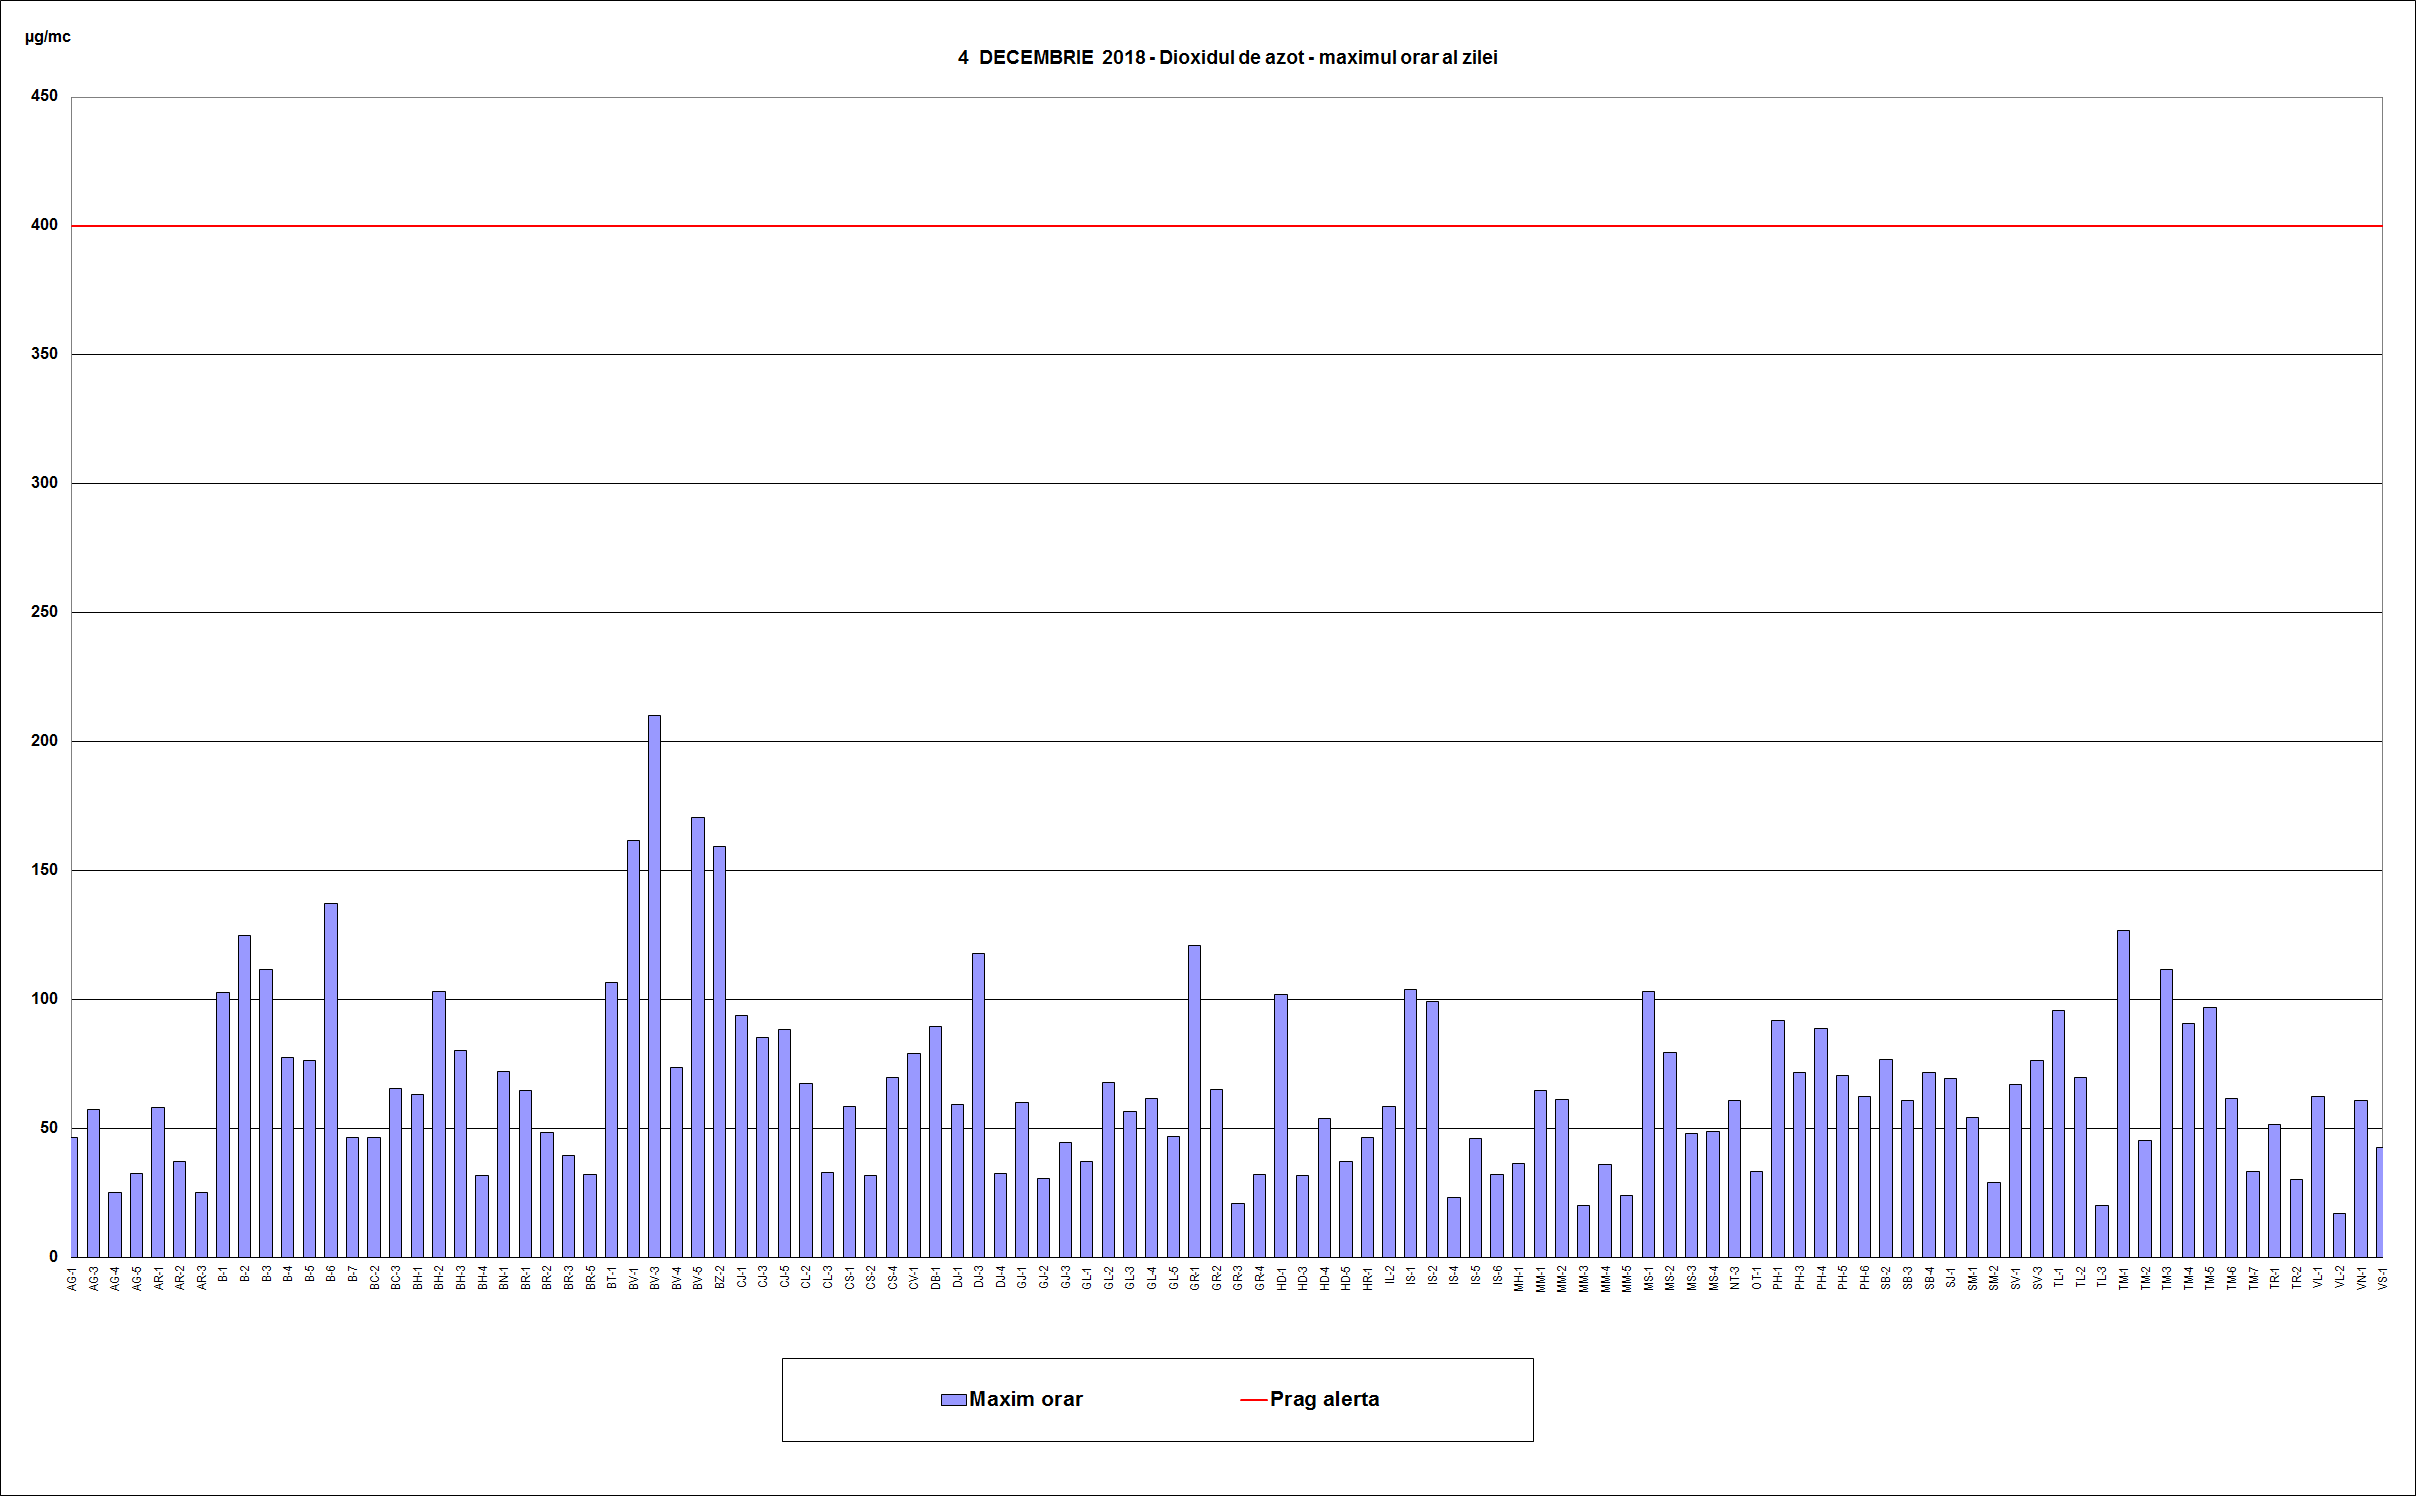 µg/mc
4 DECEMBRIE 2018 - Dioxidul de azot - maximul orar al zilei
450
400
350
300
250
200
150
100
50
0
AG-1 AG-3 AG-4 AG-5 AR-1 AR-2 AR-3 B-1 B-2 B-3 B-4 B-5 B-6 B-7 BC-2 BC-3 BH-1 BH-2 BH-3 BH-4 BN-1 BR-1 BR-2 BR-3 BR-5 BT-1 BV-1 BV-3 BV-4 BV-5 BZ-2 CJ-1 CJ-3 CJ-5 CL-2 CL-3 CS-1 CS-2 CS-4 CV-1 DB-1 DJ-1 DJ-3 DJ-4 GJ-1 GJ-2 GJ-3 GL-1 GL-2 GL-3 GL-4 GL-5 GR-1 GR-2 GR-3 GR-4 HD-1 HD-3 HD-4 HD-5 HR-1 IL-2 IS-1 IS-2 IS-4 IS-5 IS-6 MH-1 MM-1 MM-2 MM-3 MM-4 MM-5 MS-1 MS-2 MS-3 MS-4 NT-3 OT-1 PH-1 PH-3 PH-4 PH-5 PH-6 SB-2 SB-3 SB-4 SJ-1 SM-1 SM-2 SV-1 SV-3 TL-1 TL-2 TL-3 TM-1 TM-2 TM-3 TM-4 TM-5 TM-6 TM-7 TR-1 TR-2 VL-1 VL-2 VN-1 VS-1
Maxim orar Prag alerta